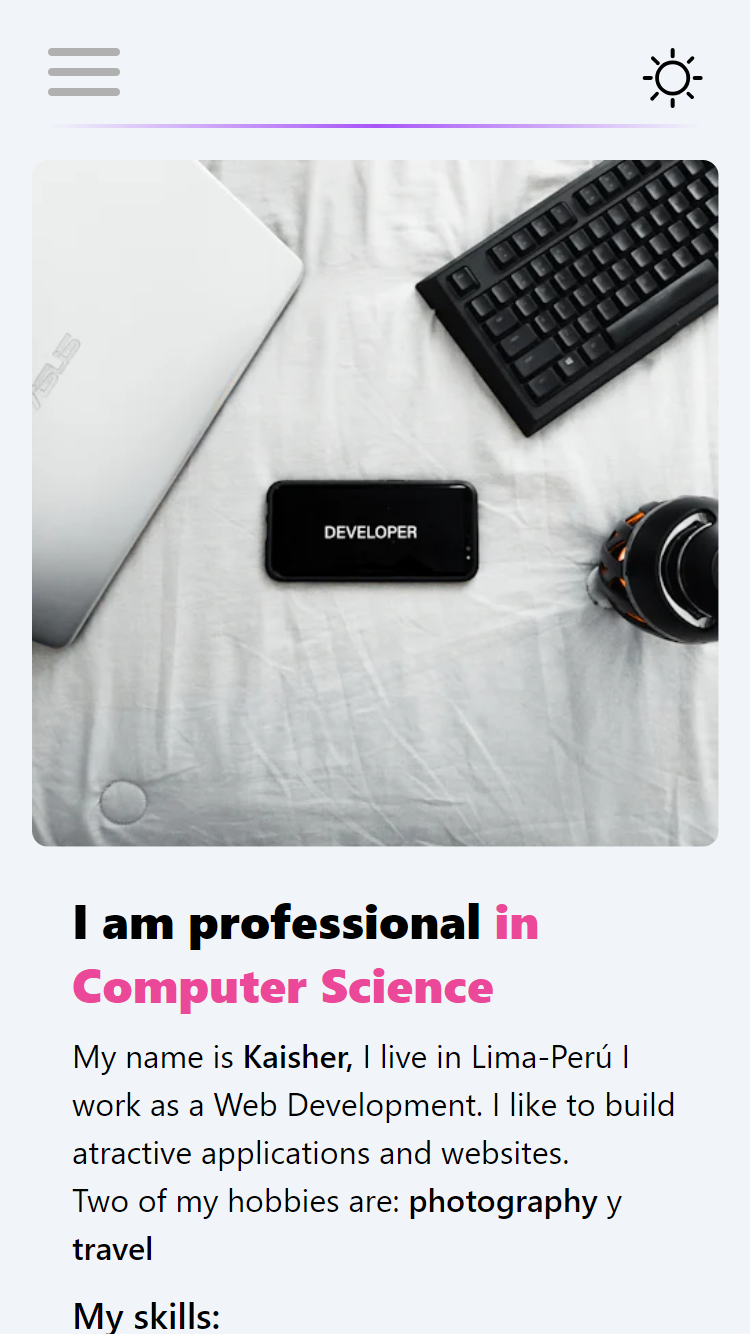 ASUS
DEVELOPER
I am professional in
Computer Science
My name is Kaisher, I live in Lima-Perú I
work as a Web Development. I like to build
atractive applications and websites.
Two of my hobbies are: photography y
travel
My skills: